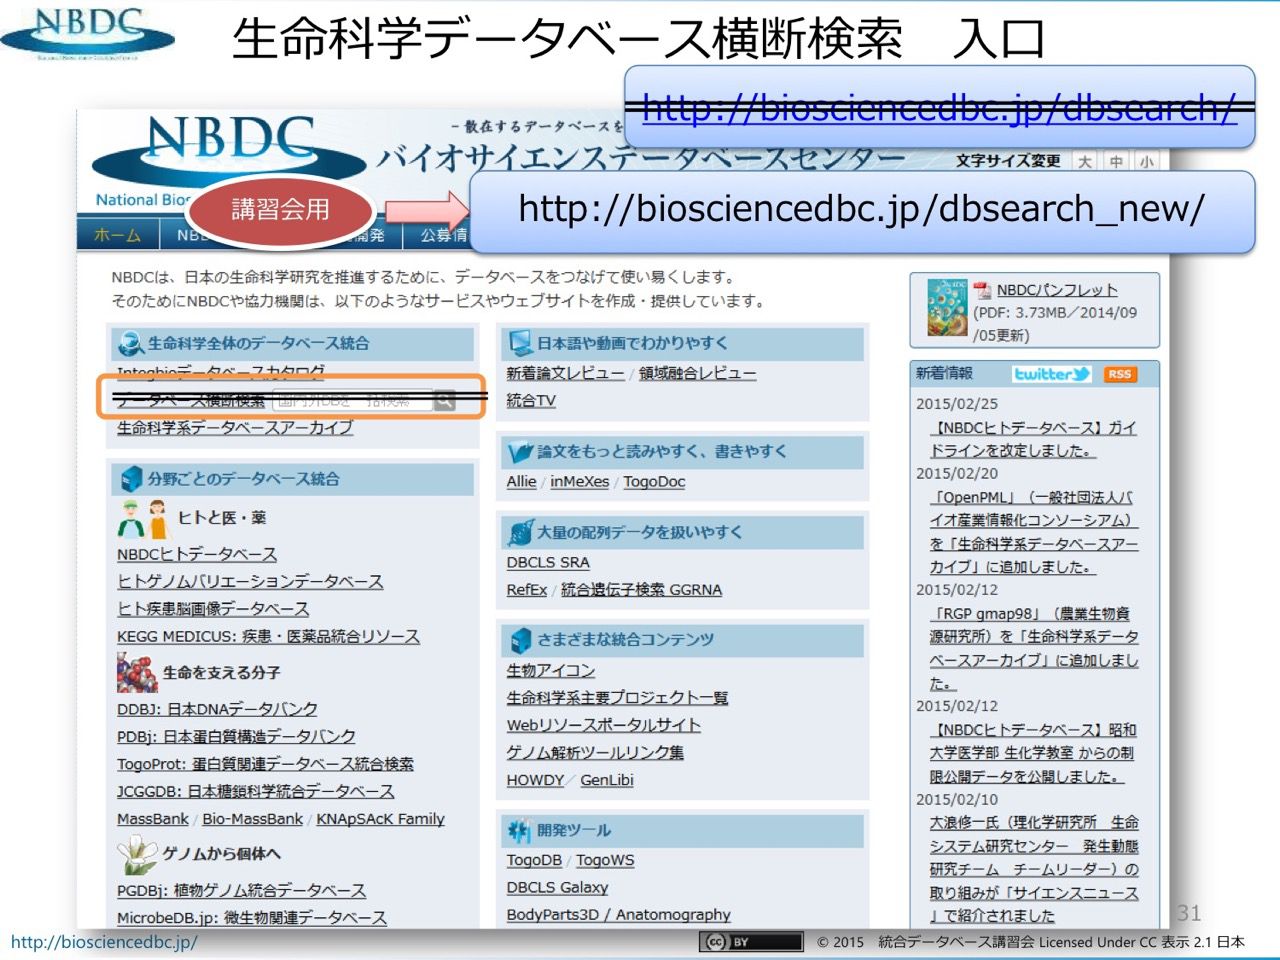 NBDC
生命科学データベース横断検索　入口
http://biosciencedbc.jp/dbsearch/
NBDC
－散在するデータベースを
バイオサイエンスデータベースセンター
文字サイズ変更 大 中 小
National Bios
講習会用
http://biosciencedbc.jp/dbsearch_new/
ホーム
開発
公募情
NBDCは、日本の生命科学研究を推進するために、データベースをつなげて使い易くします。
そのためにNBDCや協力機関は、以下のようなサービスやウェブサイトを作成・提供しています。
生命科学全体のデータベース統合
Integbioデータベースカタログ
データベース横断検索 国内外DBを一括検索
生命科学系データベースアーカイブ
分野ごとのデータベース統合
ヒトと医・薬
NBDCヒトデータベース
ヒトゲノムバリエーションデータベース
ヒト疾患脳画像データベース
KEGG MEDICUS: 疾患・医薬品統合リソース
生命を支える分子
DDBJ: 日本DNAデータバンク
PDBj: 日本蛋白質構造データバンク
TogoProt: 蛋白質関連データベース統合検索
JCGGDB: 日本糖鎖科学統合データベース
MassBank / Bio-MassBank / KNApSAcK Family
ゲノムから個体へ
PGDBj: 植物ゲノム統合データベース
MicrobeDB.jp: 微生物関連データベース
日本語や動画でわかりやすく
新着論文レビュー / 領域融合レビュー
統合TV
論文をもっと読みやすく、書きやすく
Allie / inMeXes / TogoDoc
大量の配列データを扱いやすく
DBCLS SRA
RefEx / 統合遺伝子検索 GGRNA
さまざまな統合コンテンツ
生物アイコン
生命科学系主要プロジェクト一覧
Webリソースポータルサイト
ゲノム解析ツールリンク集
HOWDY／ GenLibi
開発ツール
TogoDB / TogoWS
DBCLS Galaxy
BodyParts3D / Anatomography
NBDCパンフレット
(PDF: 3.73MB／2014/09
/05更新)
新着情報 twitter RSS
2015/02/25
【NBDCヒトデータベース】ガイ
ドラインを改定しました。
2015/02/20
「OpenPML」（一般社団法人バ
イオ産業情報化コンソーシアム）
を「生命科学系データベースアー
カイブ」に追加しました。
2015/02/12
「RGP gmap98」（農業生物資
源研究所）を「生命科学系データ
ベースアーカイブ」に追加しまし
た。
2015/02/12
【NBDCヒトデータベース】昭和
大学医学部 生化学教室 からの制
限公開データを公開しました。
2015/02/10
大浪修一氏（理化学研究所　生命
システム研究センター　発生動態
研究チーム　チームリーダー）の
取り組みが「サイエンスニュース
」で紹介されました
31
http://biosciencedbc.jp/
cc BY
© 2015　統合データベース講習会 Licensed Under CC 表示 2.1 日本